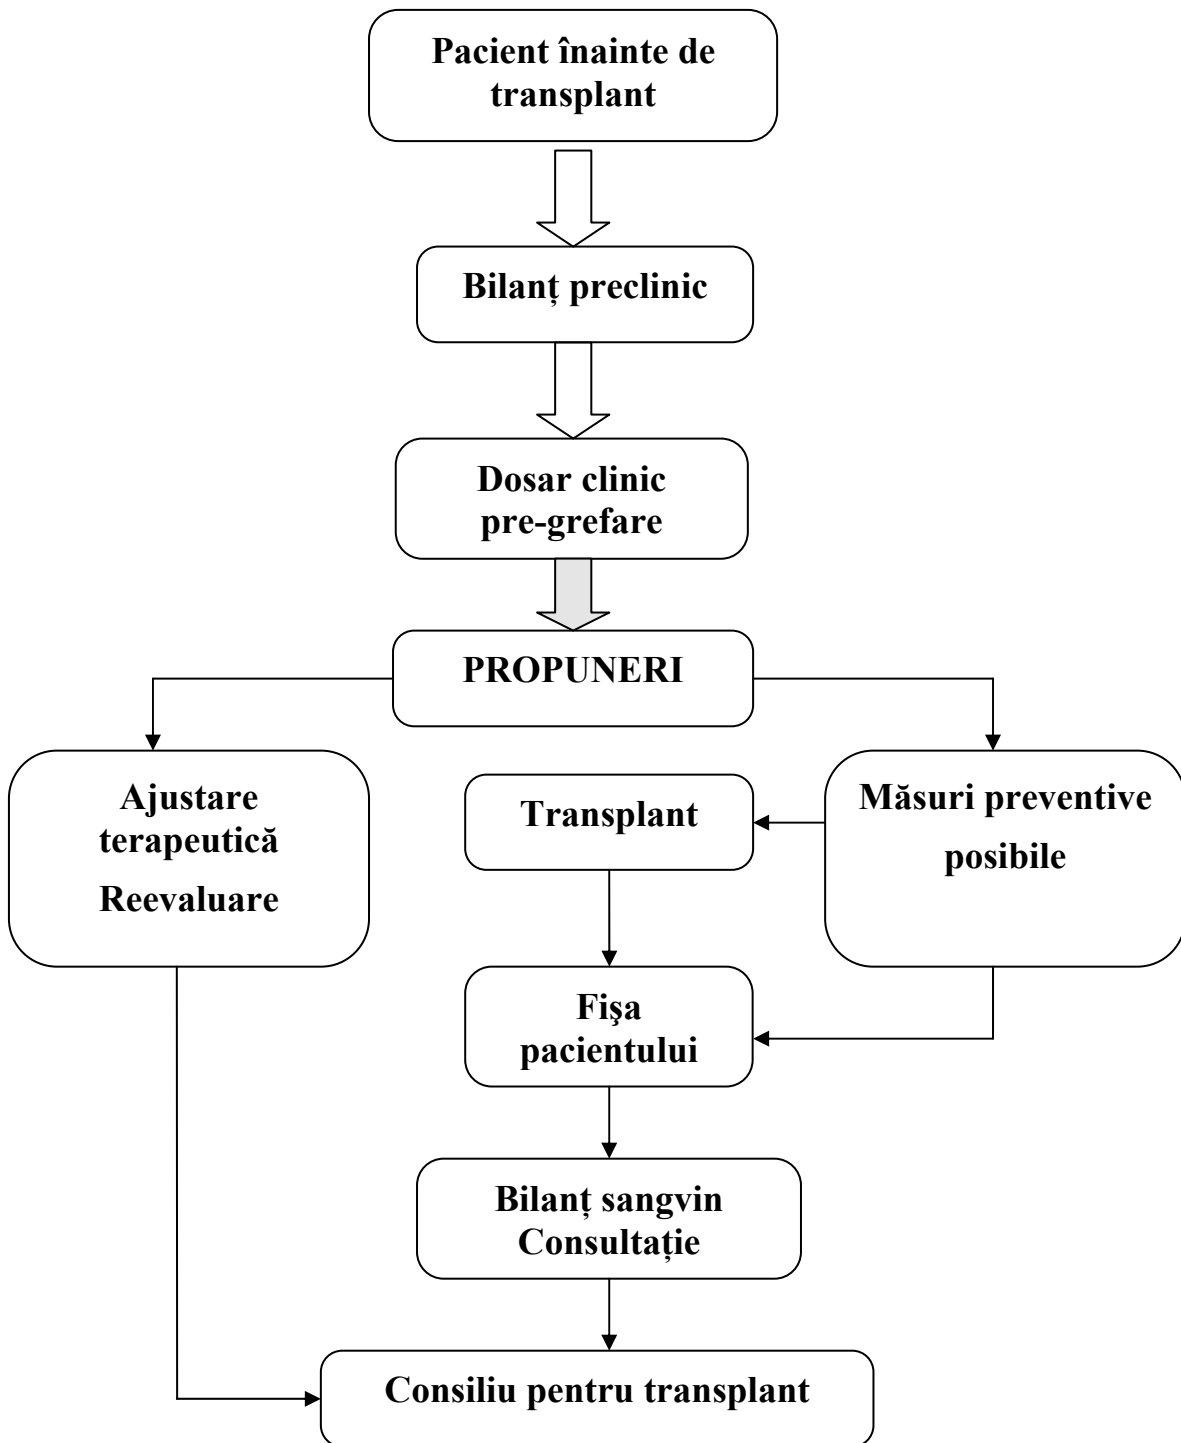 Pacient înainte de
transplant
Bilanț preclinic
Dosar clinic
pre-grefare
PROPUNERI
Ajustare
terapeutică
Reevaluare
Transplant
Măsuri preventive
posibile
Fişa
pacientului
Bilanț sangvin
Consultație
Consiliu pentru transplant